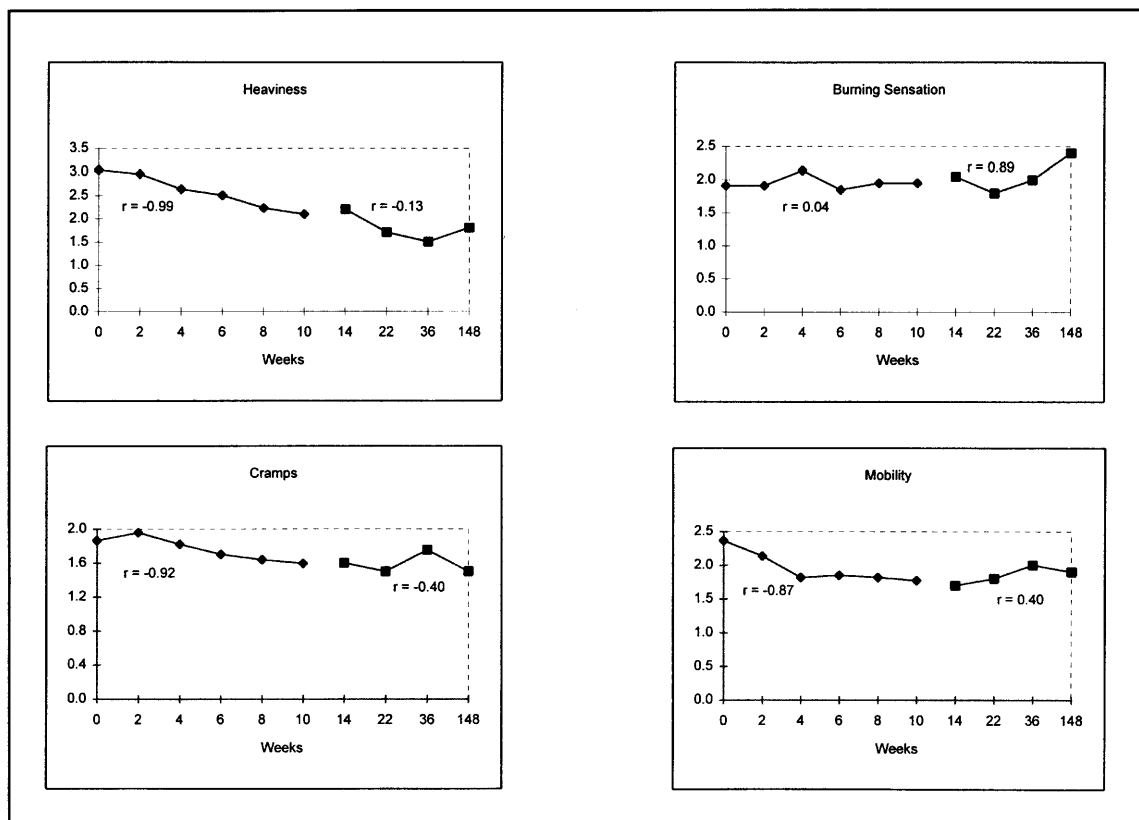 Heaviness
3.5
3.0
2.5
2.0
1.5
1.0
0.5
0.0
r = -0.99
r = -0.13
0 2 4 6 8 10 14 22 36 148
Weeks
Burning Sensation
2.5
2.0
1.5
1.0
0.5
0.0
r = 0.04
r = 0.89
0 2 4 6 8 10 14 22 36 148
Weeks
Cramps
2.0
1.6
1.2
0.8
0.4
0.0
r = -0.92
r = -0.40
0 2 4 6 8 10 14 22 36 148
Weeks
Mobility
2.5
2.0
1.5
1.0
0.5
0.0
r = -0.87
r = 0.40
0 2 4 6 8 10 14 22 36 148
Weeks